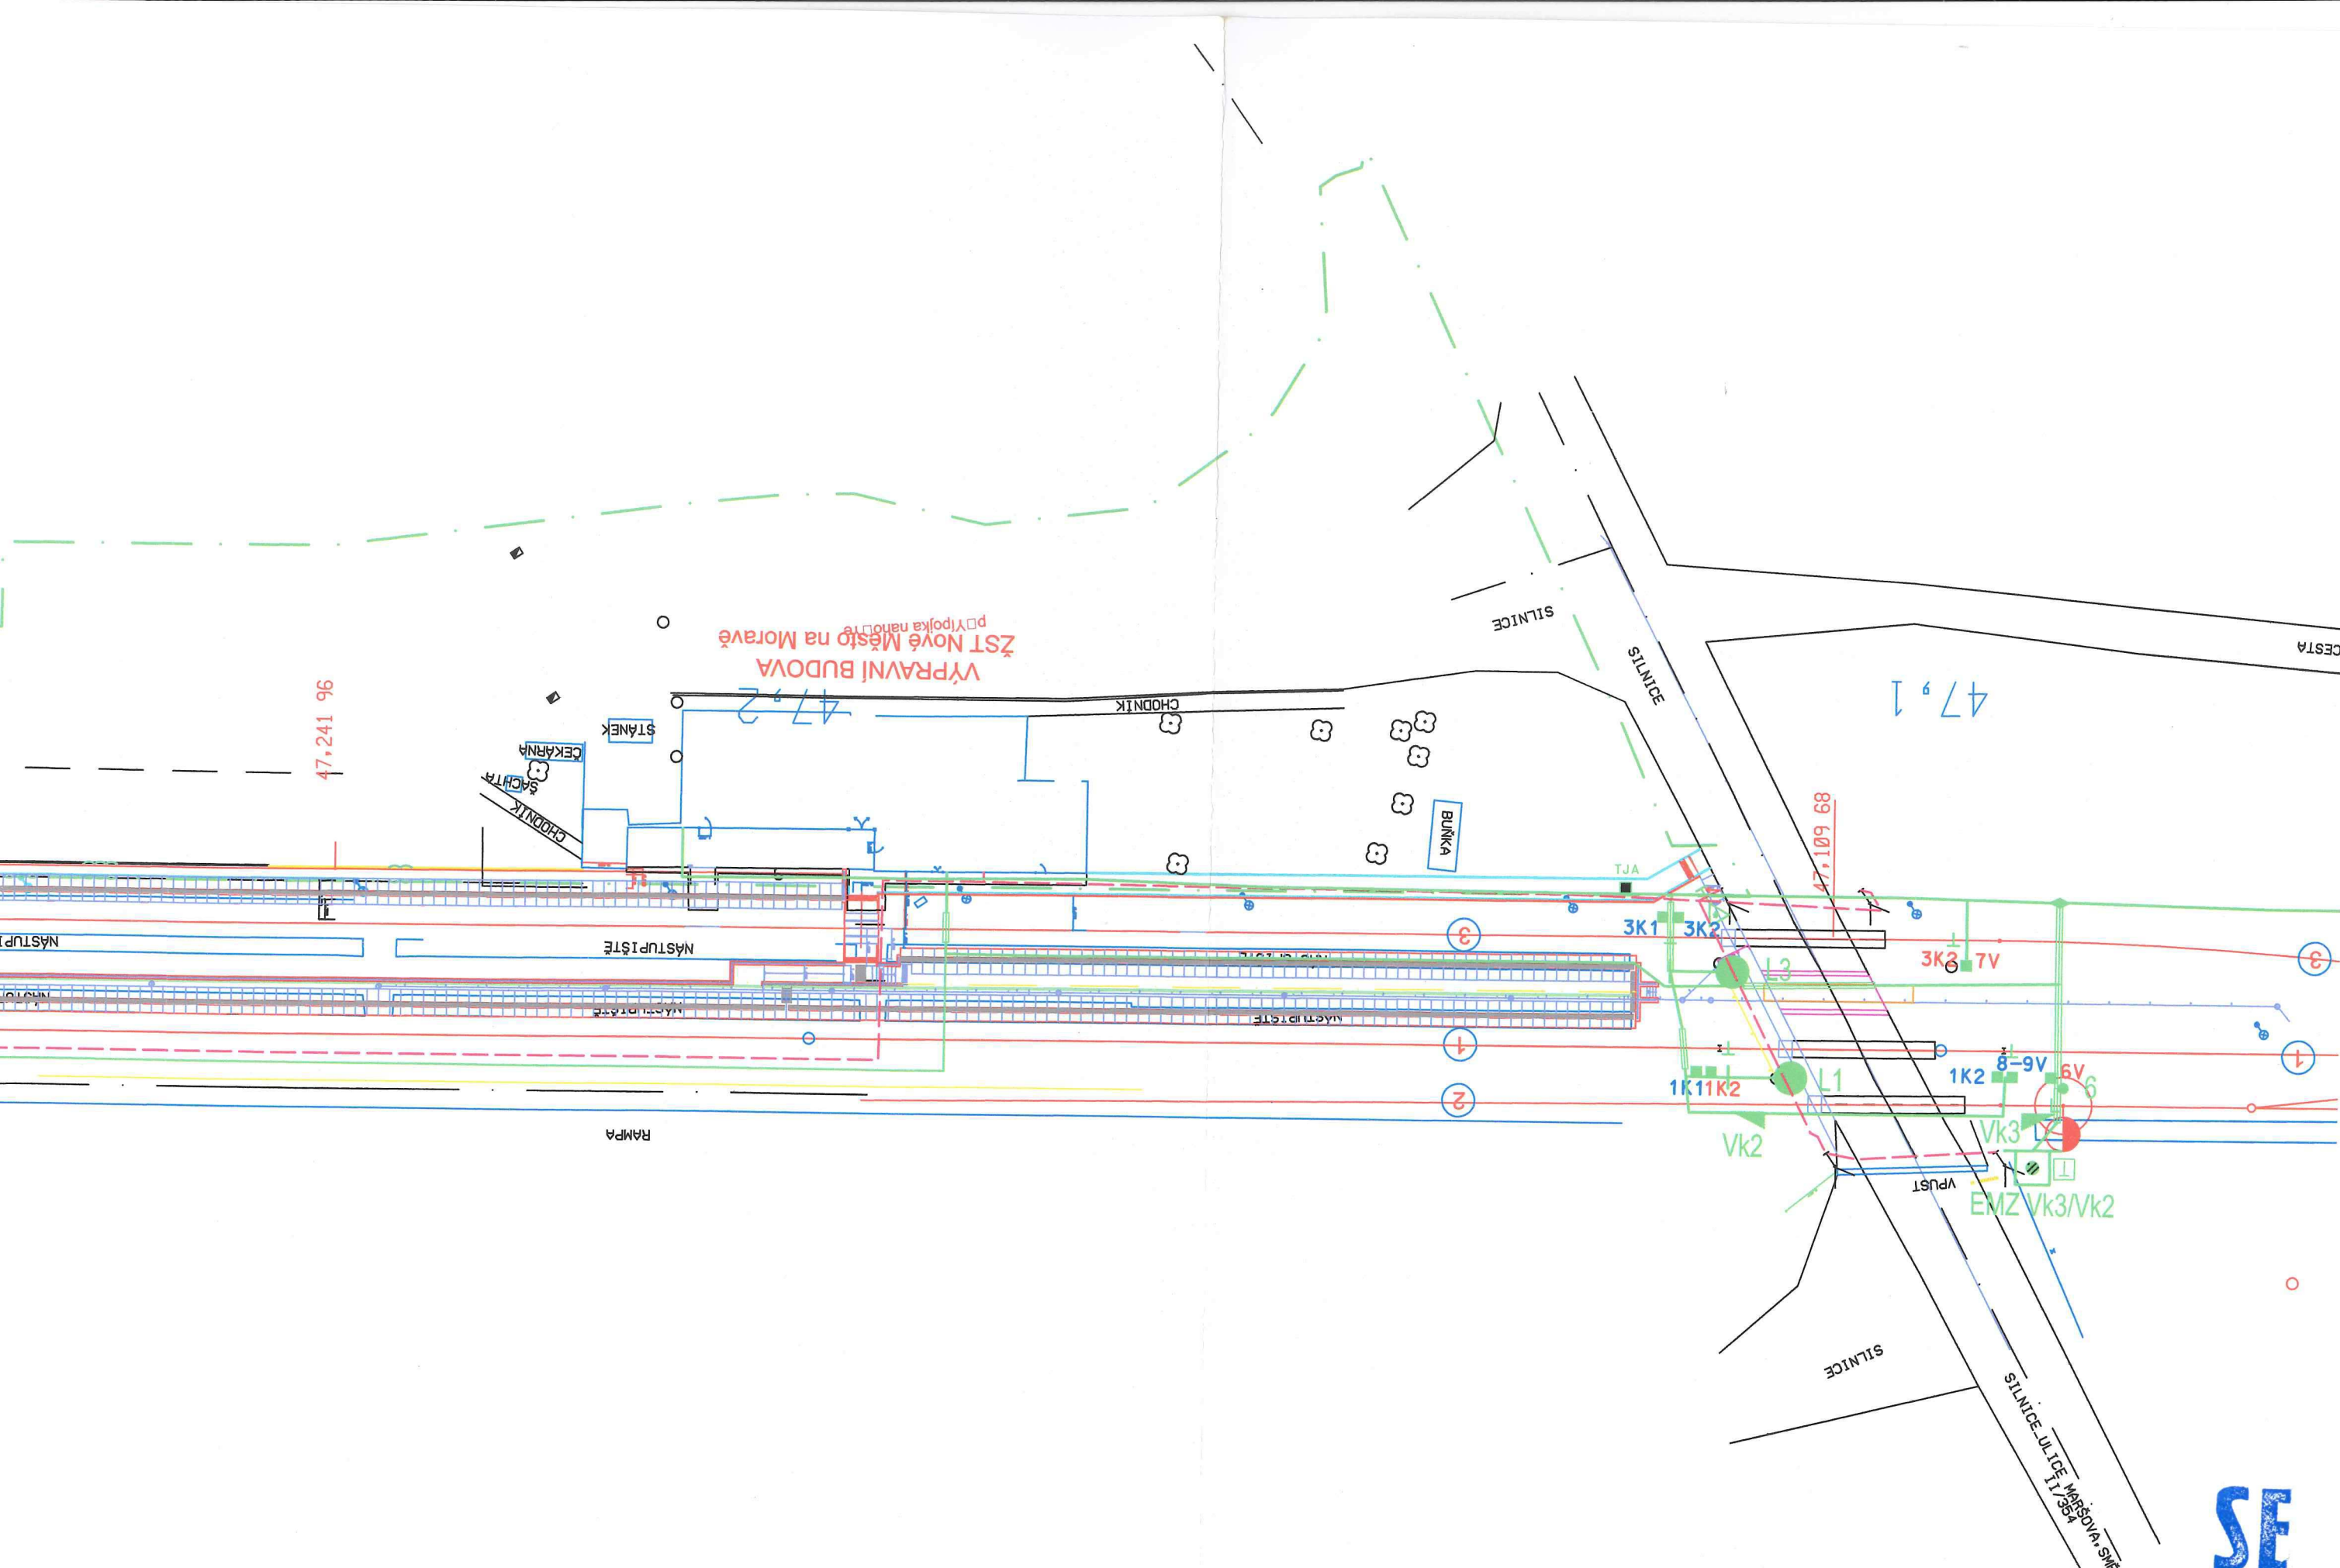 SILNICE
SILNICE
CESTA
přípojka
ŽST Nové Město na Moravě
VÝPRAVNÍ BUDOVA
47,2
47,1
CHODNÍK
STÁNEK
ČEKÁRNA
ŠACHTA
CHODNÍK
47,241 96
47,109 68
BUŇKA
TJA
3K1
3K2
3
L3
3K2
7V
3
NÁSTUPIŠTĚ
NÁSTUPIŠTĚ
NÁSTUPIŠTĚ
1
8-9V
1
1K1
1K2
L1
1K2
6V
6
2
RAMPA
Vk2
Vk3
VPUST
EMZ Vk3/Vk2
SILNICE
SILNICE_ULICE MARŠOVA,
II/354
SE